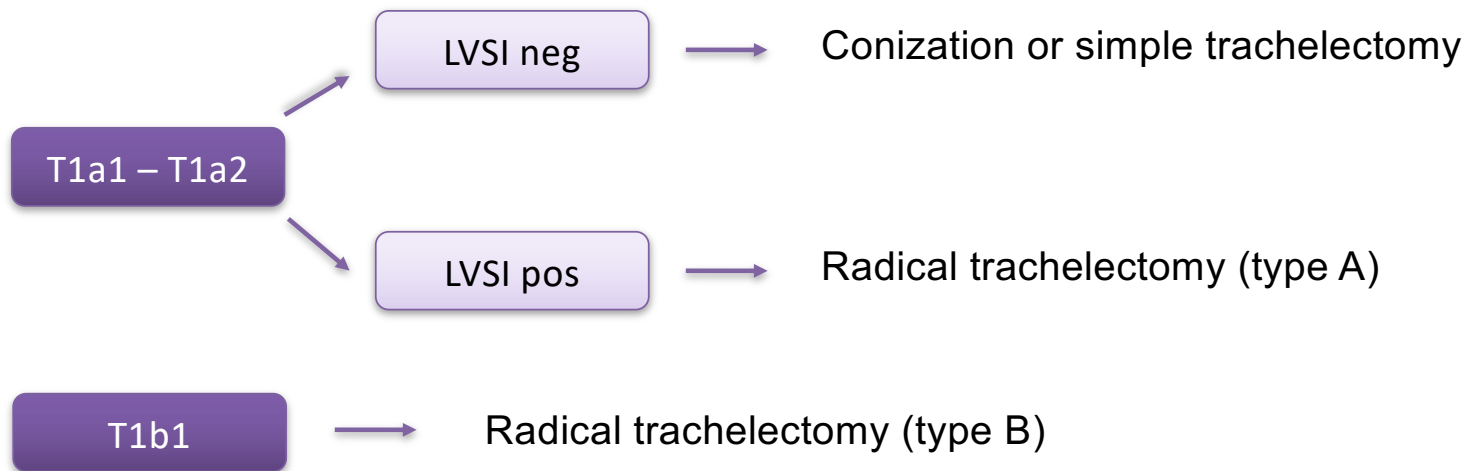 LVSI neg
Conization or simple trachelectomy
T1a1 – T1a2
LVSI pos
Radical trachelectomy (type A)
T1b1
Radical trachelectomy (type B)